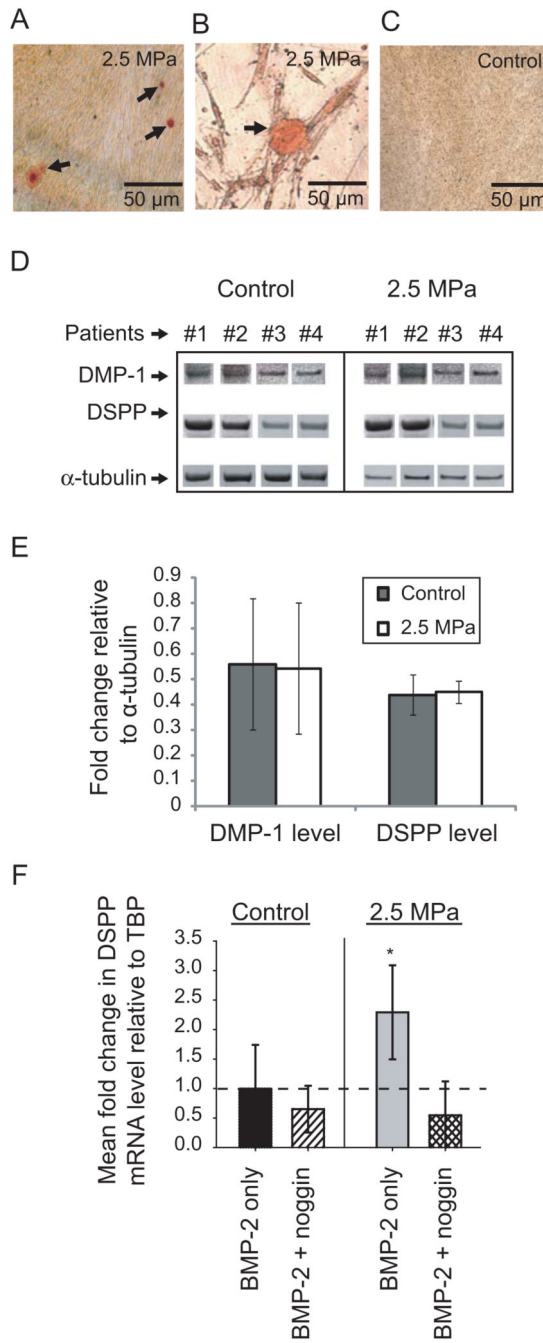 A
2.5 MPa
50 µm
B
2.5 MPa
50 µm
C
Control
50 µm
D
Control 2.5 MPa
Patients #1 #2 #3 #4 #1 #2 #3 #4
DMP-1
DSPP
α-tubulin
E
Fold change relative
to α-tubulin
0.9
0.8
0.7
0.6
0.5
0.4
0.3
0.2
0.1
0
Control
2.5 MPa
DMP-1 level DSPP level
F
Control 2.5 MPa
Mean fold change in DSPP
mRNA level relative to TBP
3.5
3.0
2.5
2.0
1.5
1.0
0.5
0.0
*
BMP-2 only
BMP-2 + noggin
BMP-2 only
BMP-2 + noggin